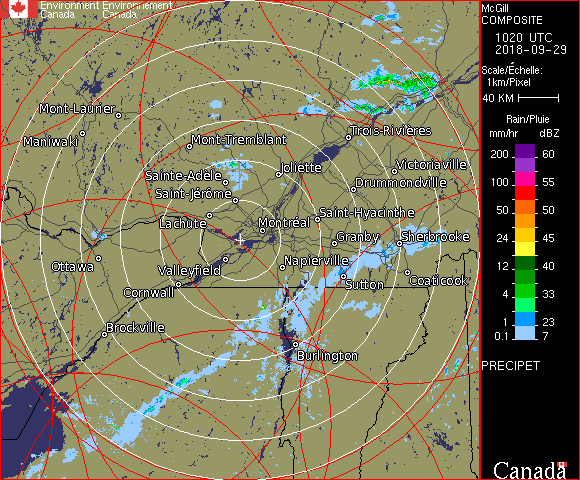 Environment Environnement
Canada Canada
McGill
COMPOSITE
1020 UTC
2018-09-29
Scale/Échelle:
1km/Pixel
40 KM
Rain/Pluie
mm/hr dBZ
200 60
100 55
50 50
24 45
12 40
4 33
1 23
0.1 7
PRECIPET
Canada
Mont-Laurier
Maniwaki
Mont-Tremblant
Trois-Rivières
Sainte-Adèle
Joliette
Victoriaville
Saint-Jérôme
Drummondville
Lachute
Montréal
Saint-Hyacinthe
Granby
Sherbrooke
Ottawa
Valleyfield
Napierville
Cornwall
Sutton
Coaticook
Brockville
Burlington